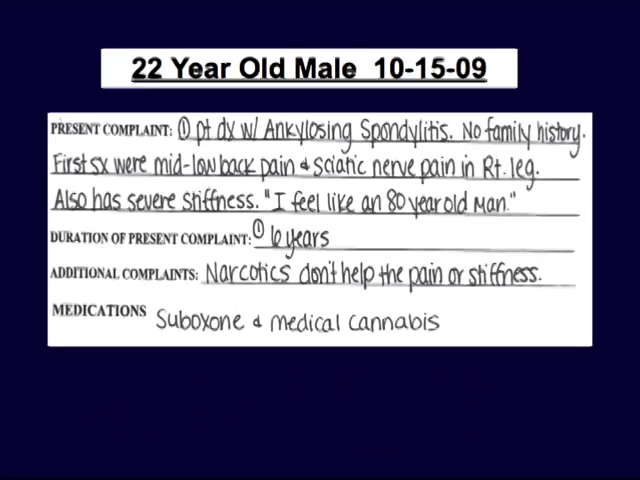 22 Year Old Male 10-15-09
PRESENT COMPLAINT: ① pt dx w/ Ankylosing Spondylitis. No family history.
First sx were mid-low back pain & sciatic nerve pain in Rt. leg.
Also has severe stiffness. "I feel like an 80 year old man."
DURATION OF PRESENT COMPLAINT: ① 6 years
ADDITIONAL COMPLAINTS: Narcotics don't help the pain or stiffness.
MEDICATIONS Suboxone & medical cannabis